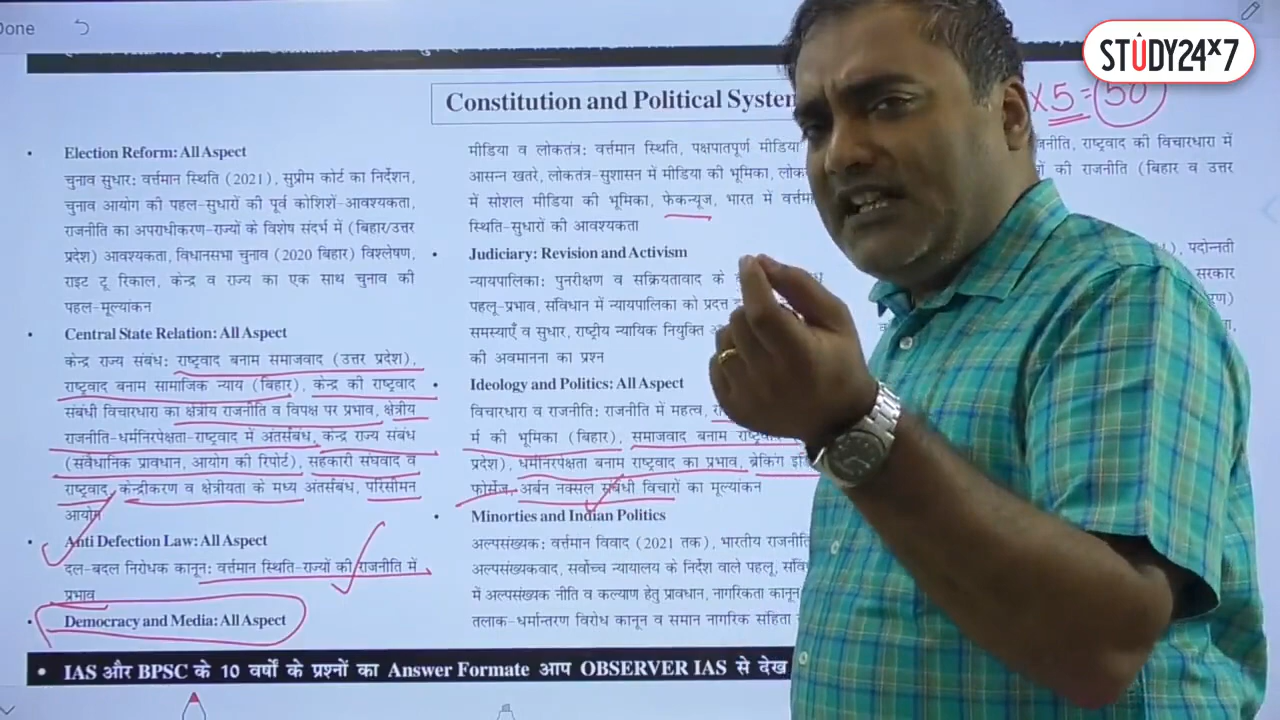 Done
STUDY24x7
Constitution and Political System
x 5 = 50
• Election Reform: All Aspect
चुनाव सुधार: वर्त्तमान स्थिति (2021), सुप्रीम कोर्ट का निर्देशन,
चुनाव आयोग की पहल-सुधारों की पूर्व कोशिशें-आवश्यकता,
राजनीति का अपराधीकरण-राज्यों के विशेष संदर्भ में (बिहार/उत्तर
प्रदेश) आवश्यकता, विधानसभा चुनाव (2020 बिहार) विश्लेषण,
राइट टू रिकाल, केन्द्र व राज्य का एक साथ चुनाव की
पहल-मूल्यांकन
• Central State Relation: All Aspect
केन्द्र राज्य संबंध: राष्ट्रवाद बनाम समाजवाद (उत्तर प्रदेश),
राष्ट्रवाद बनाम सामाजिक न्याय (बिहार), केन्द्र की राष्ट्रवाद
संबंधी विचारधारा का क्षेत्रीय राजनीति व विपक्ष पर प्रभाव, क्षेत्रीय
राजनीति-धर्मनिरपेक्षता-राष्ट्रवाद में अंतर्संबंध, केन्द्र राज्य संबंध
(संवैधानिक प्रावधान, आयोग की रिपोर्ट), सहकारी संघवाद व
राष्ट्रवाद, केन्द्रीकरण व क्षेत्रीयता के मध्य अंतर्संबंध, परिसीमन
आयोग
• Anti Defection Law: All Aspect
दल-बदल निरोधक कानून: वर्त्तमान स्थिति-राज्यों की राजनीति में
प्रभाव
• Democracy and Media: All Aspect
मीडिया व लोकतंत्र: वर्त्तमान स्थिति, पक्षपातपूर्ण मीडिया
आसन्न खतरे, लोकतंत्र-सुशासन में मीडिया की भूमिका,
में सोशल मीडिया की भूमिका, फेकन्यूज, भारत में
स्थिति-सुधारों की आवश्यकता
• Judiciary: Revision and Activism
न्यायपालिका: पुनरीक्षण व सक्रियतावाद के
पहलू-प्रभाव, संविधान में न्यायपालिका को प्रदत्त
समस्याएँ व सुधार, राष्ट्रीय न्यायिक नियुक्ति
की अवमानना का प्रश्न
• Ideology and Politics: All Aspect
विचारधारा व राजनीति: राजनीति में महत्व,
र्म की भूमिका (बिहार), समाजवाद बनाम
प्रदेश), धर्मनिरपेक्षता बनाम राष्ट्रवाद का प्रभाव, ब्रेकिंग
फोर्सेज, अर्बन नक्सल संबंधी विचारों का मूल्यांकन
• Minorties and Indian Politics
अल्पसंख्यक: वर्त्तमान विवाद (2021 तक), भारतीय
अल्पसंख्यकवाद, सर्वोच्च न्यायालय के निर्देश वाले पहलू,
में अल्पसंख्यक नीति व कल्याण हेतु प्रावधान, नागरिकता कानून
तलाक-धर्मान्तरण विरोध कानून व समान नागरिक संहिता
राष्ट्रवाद की विचारधारा में
की राजनीति (बिहार व उत्तर
पदोन्नती
सरकार
• IAS और BPSC के 10 वर्षों के प्रश्नों का Answer Formate आप OBSERVER IAS से देख